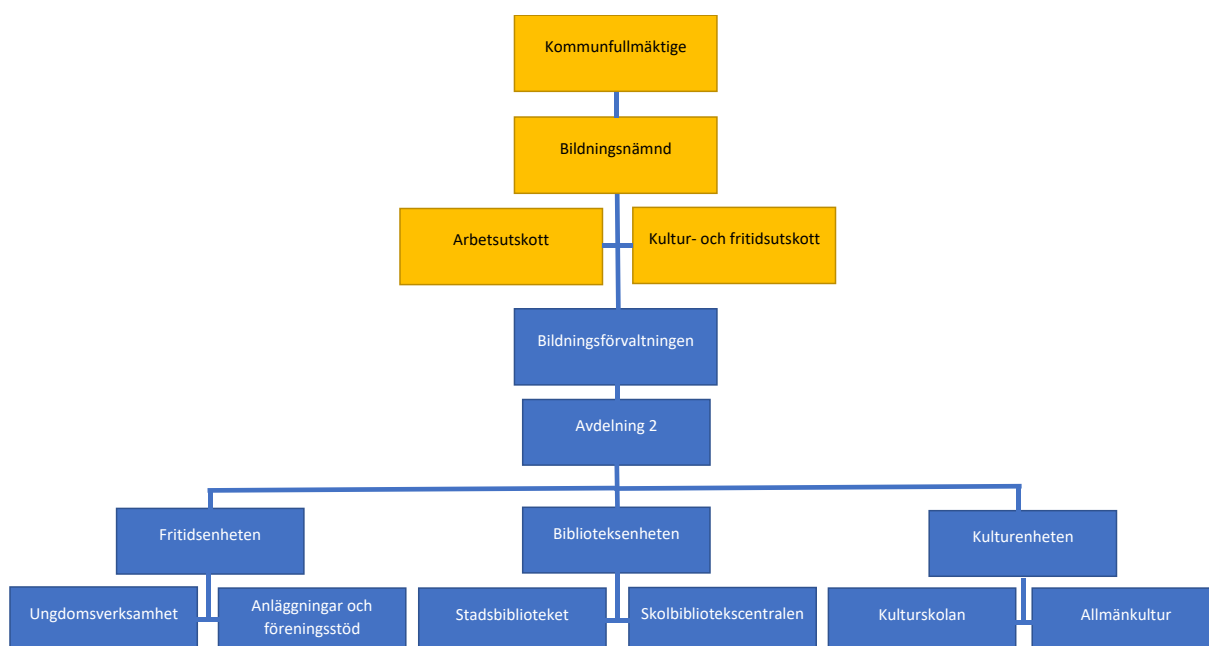 Kommunfullmäktige
Bildningsnämnd
Arbetsutskott
Kultur- och fritidsutskott
Bildningsförvaltningen
Avdelning 2
Fritidsenheten
Biblioteksenheten
Kulturenheten
Ungdomsverksamhet
Anläggningar och
föreningsstöd
Stadsbiblioteket
Skolbibliotekscentralen
Kulturskolan
Allmänkultur